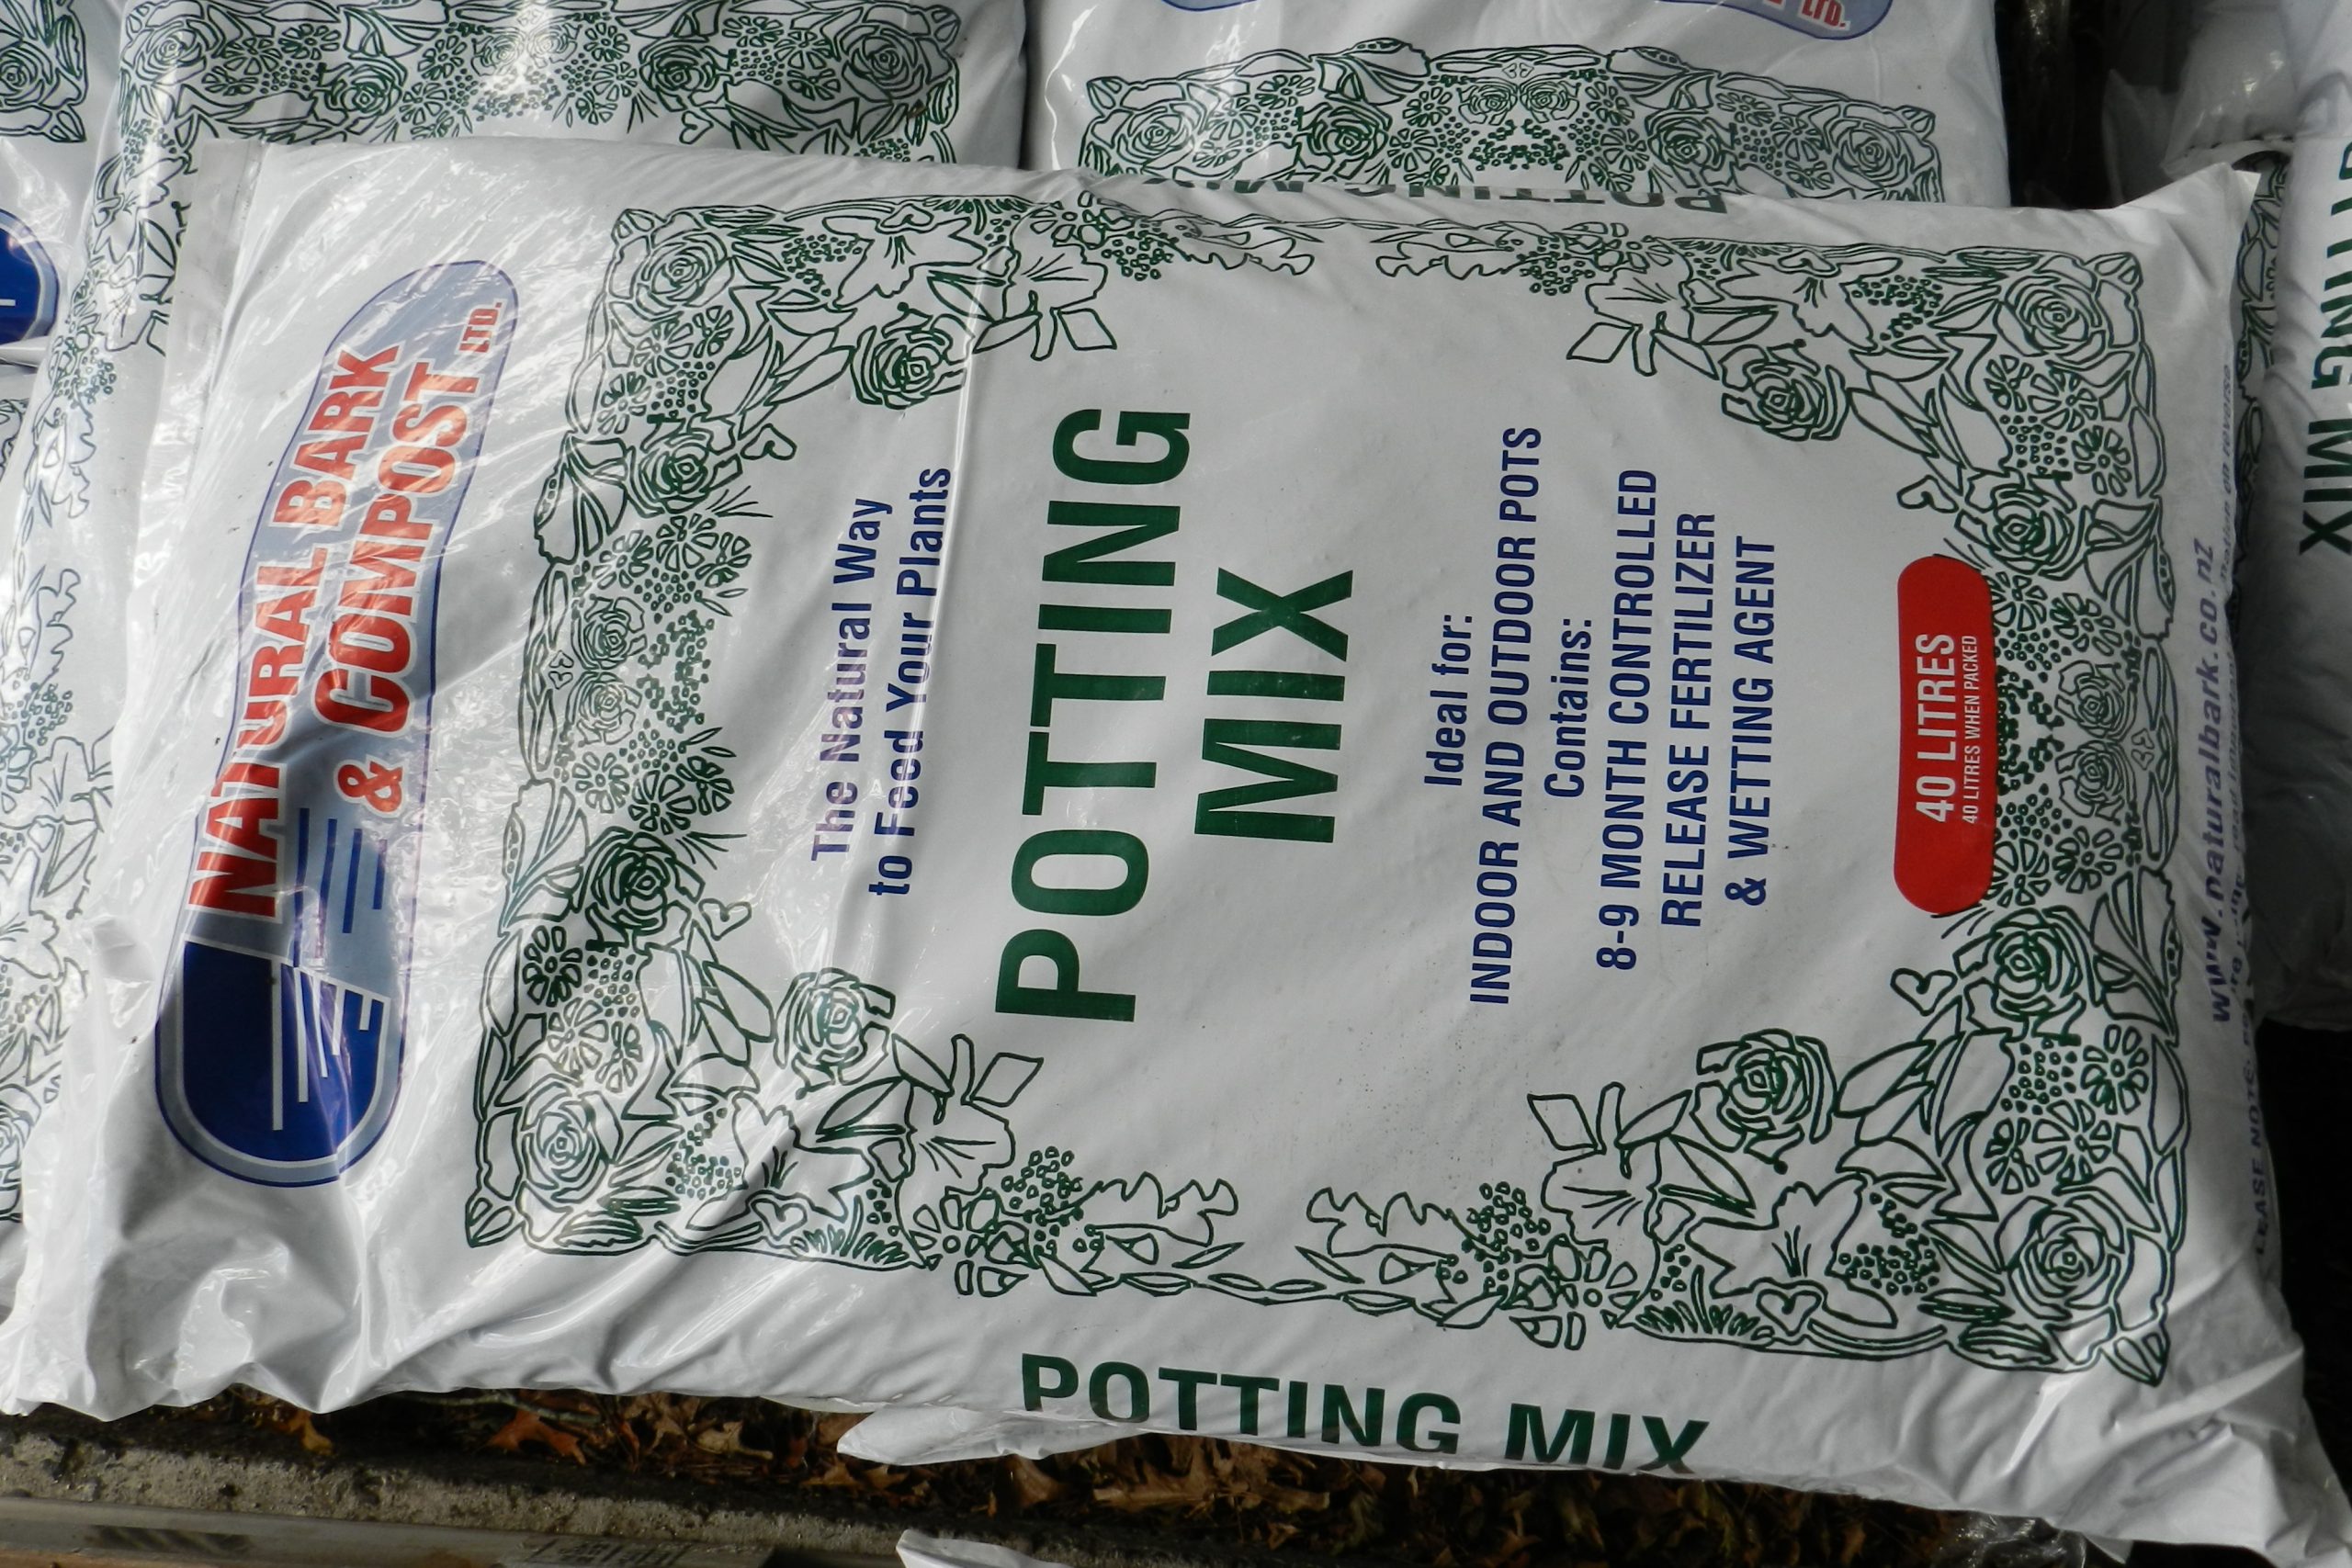 NATURAL BARK
& COMPOST LTD.
The Natural Way
to Feed Your Plants
POTTING
MIX
Ideal for:
INDOOR AND OUTDOOR POTS
Contains:
8-9 MONTH CONTROLLED
RELEASE FERTILIZER
& WETTING AGENT
40 LITRES
40 LITRES WHEN PACKED
www.naturalbark.co.nz
POTTING MIX
POTTING MIX
LTD.
MIX